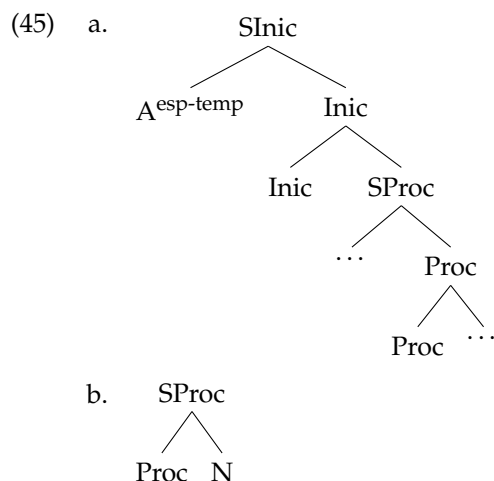 (45) a. SInic
A^esp-temp Inic
Inic SProc
... Proc
Proc ...
b. SProc
Proc N